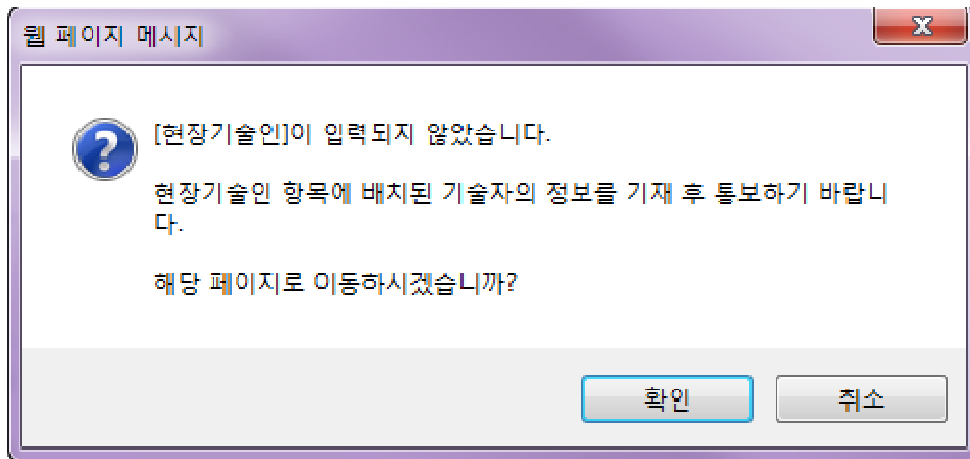 웹 페이지 메시지
[현장기술인]이 입력되지 않았습니다.
현장기술인 항목에 배치된 기술자의 정보를 기재 후 통보하기 바랍니
다.
해당 페이지로 이동하시겠습니까?
확인
취소